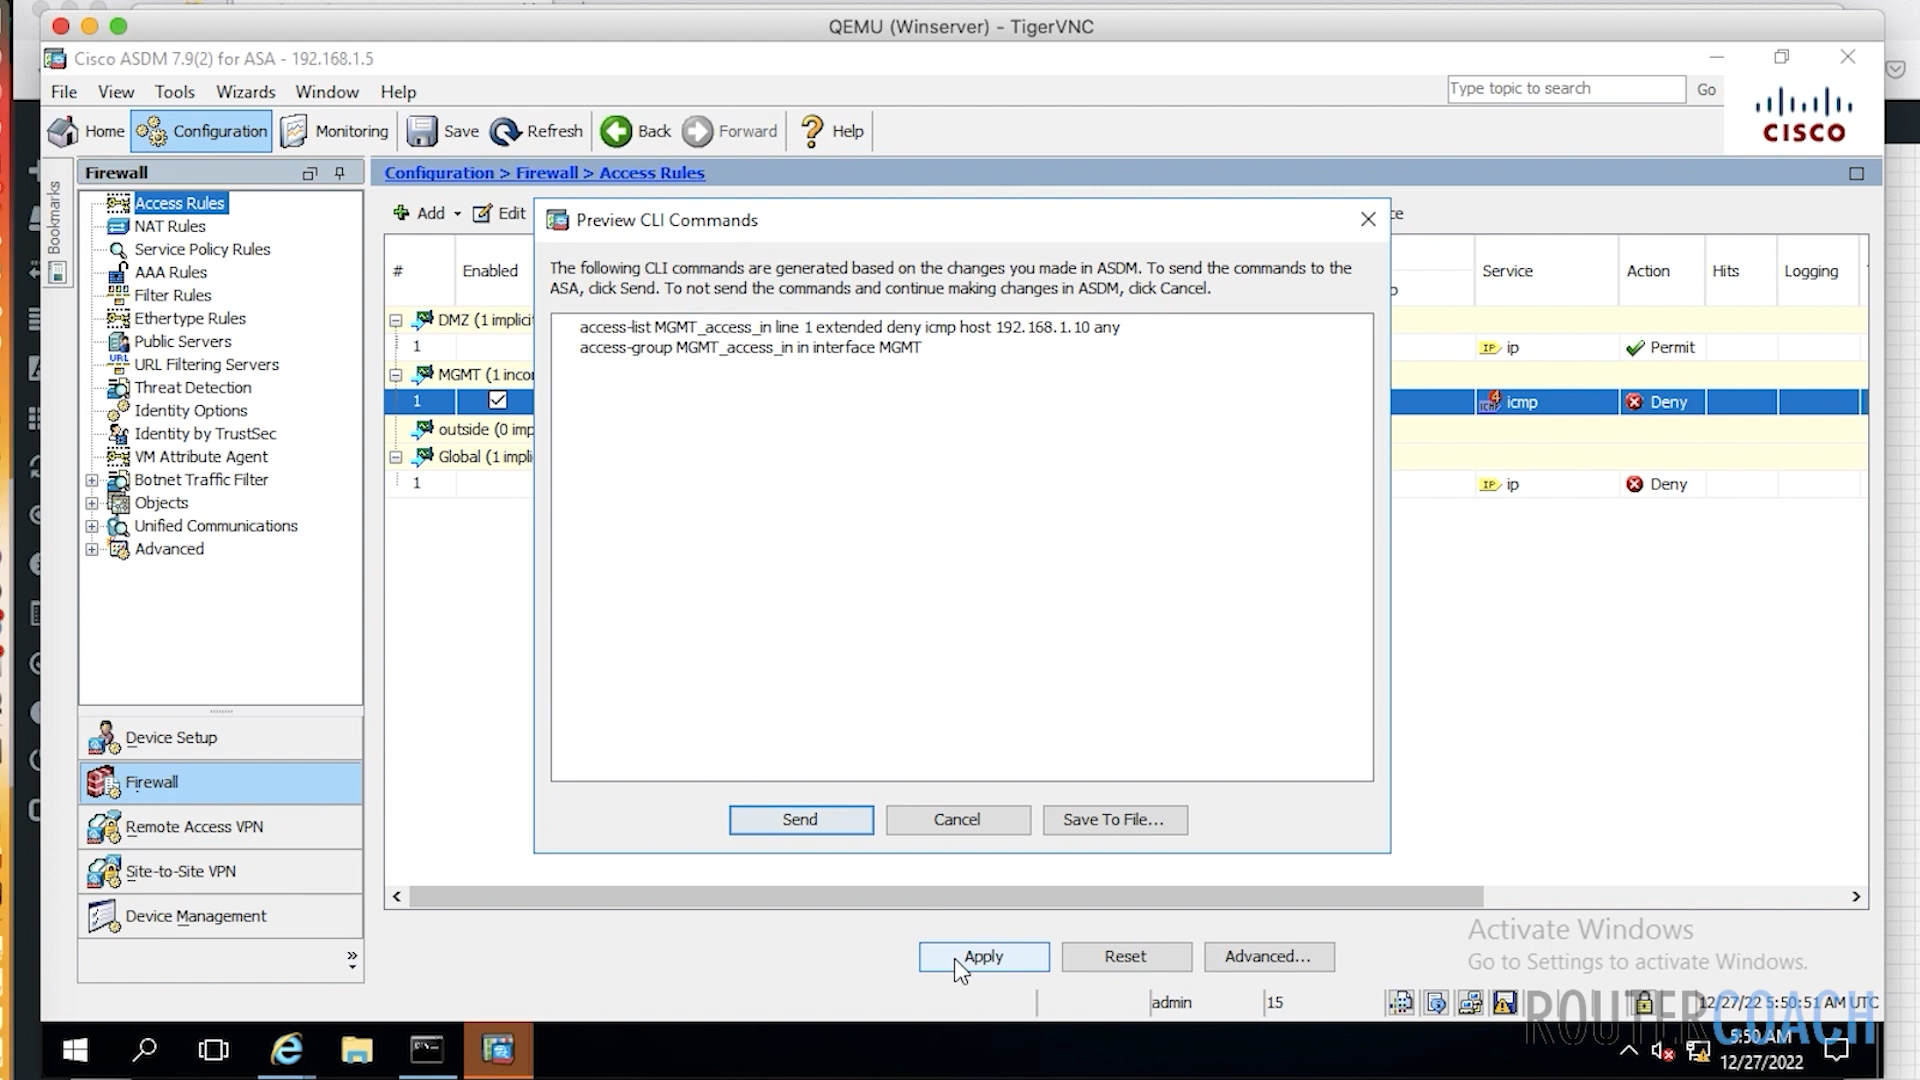 QEMU (Winserver) - TigerVNC
Cisco ASDM 7.9(2) for ASA - 192.168.1.5
File View Tools Wizards Window Help
Type topic to search
Go
Home Configuration Monitoring Save Refresh Back Forward Help
CISCO
Bookmarks
Firewall
Configuration > Firewall > Access Rules
Access Rules
NAT Rules
Service Policy Rules
AAA Rules
Filter Rules
Ethertype Rules
Public Servers
URL Filtering Servers
Threat Detection
Identity Options
Identity by TrustSec
VM Attribute Agent
Botnet Traffic Filter
Objects
Unified Communications
Advanced
Device Setup
Firewall
Remote Access VPN
Site-to-Site VPN
Device Management
Add Edit
# Enabled Service Action Hits Logging
DMZ (1 implicit
1 ip Permit
MGMT (1 incom
1 icmp Deny
outside (0 imp
Global (1 impli
1 ip Deny
Preview CLI Commands
The following CLI commands are generated based on the changes you made in ASDM. To send the commands to the
ASA, click Send. To not send the commands and continue making changes in ASDM, click Cancel.
access-list MGMT_access_in line 1 extended deny icmp host 192.168.1.10 any
access-group MGMT_access_in in interface MGMT
Send Cancel Save To File...
Apply Reset Advanced...
Activate Windows
Go to Settings to activate Windows.
admin 15 12/27/22 5:50:51 AM UTC
ROUTERCOACH
5:50 AM
12/27/2022